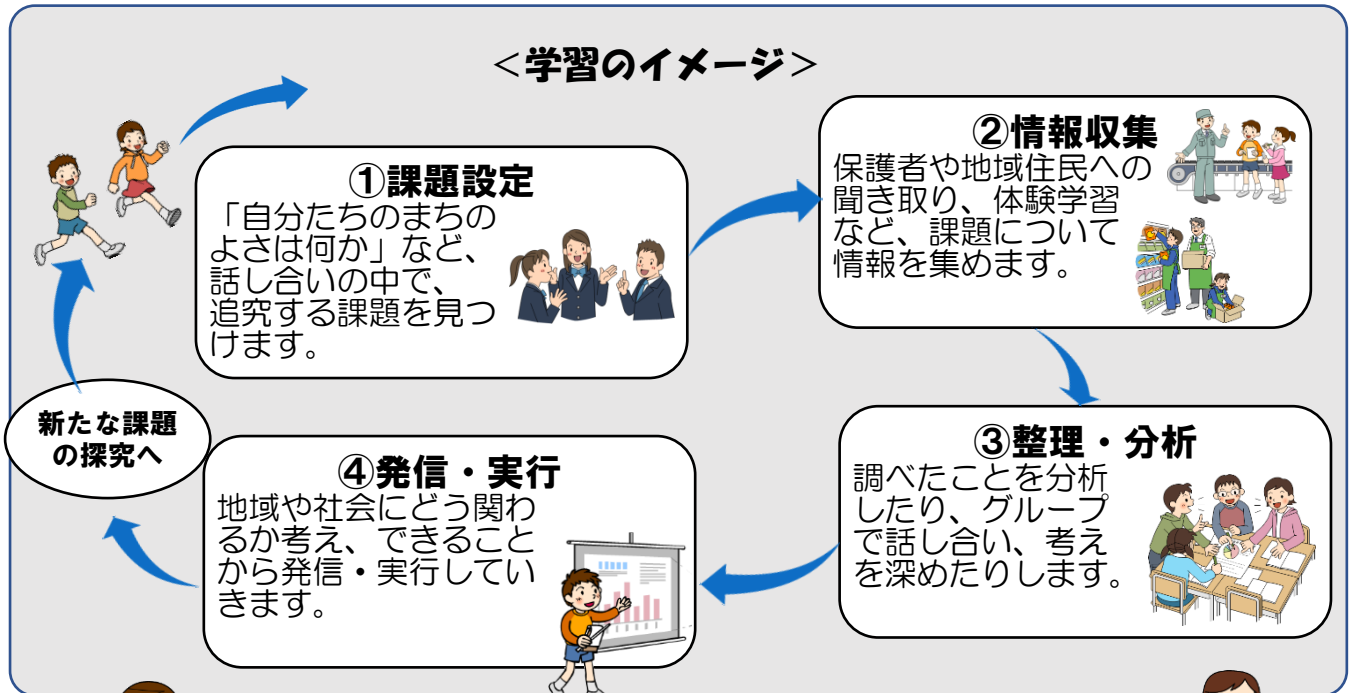 <学習のイメージ>
①課題設定
「自分たちのまちの
よさは何か」など、
話し合いの中で、
追究する課題を見つ
けます。
②情報収集
保護者や地域住民への
聞き取り、体験学習
など、課題について
情報を集めます。
③整理・分析
調べたことを分析
したり、グループ
で話し合い、考え
を深めたりします。
④発信・実行
地域や社会にどう関わ
るか考え、できること
から発信・実行してい
きます。
新たな課題
の探究へ